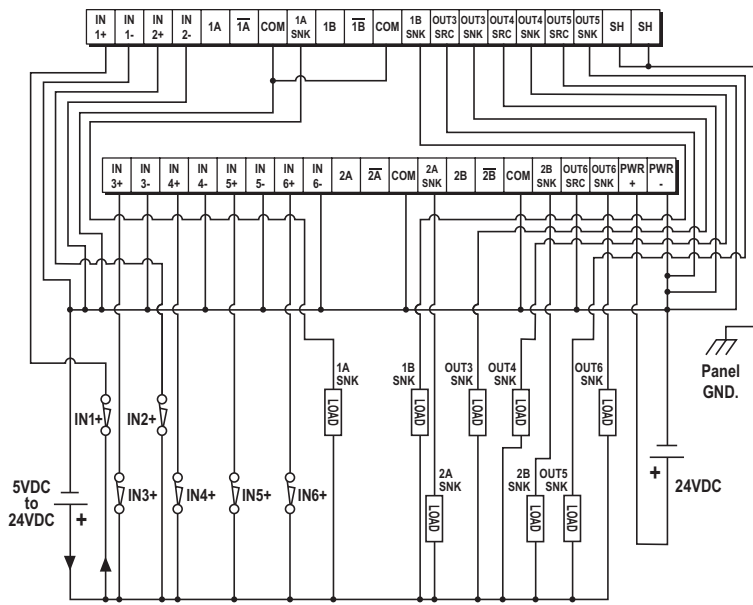 IN 1+ IN 1- IN 2+ IN 2- 1A 1A COM 1A SNK 1B 1B COM 1B SNK OUT3 SRC OUT3 SNK OUT4 SRC OUT4 SNK OUT5 SRC OUT5 SNK SH SH
IN 3+ IN 3- IN 4+ IN 4- IN 5+ IN 5- IN 6+ IN 6- 2A 2A COM 2A SNK 2B 2B COM 2B SNK OUT6 SRC OUT6 SNK PWR + PWR -
Panel
GND.
1A
SNK
LOAD
1B
SNK
LOAD
OUT3
SNK
LOAD
OUT4
SNK
LOAD
OUT6
SNK
LOAD
IN1+
IN2+
5VDC
to
24VDC
+
IN3+
IN4+
IN5+
IN6+
2A
SNK
LOAD
2B
SNK
LOAD
OUT5
SNK
LOAD
+
24VDC